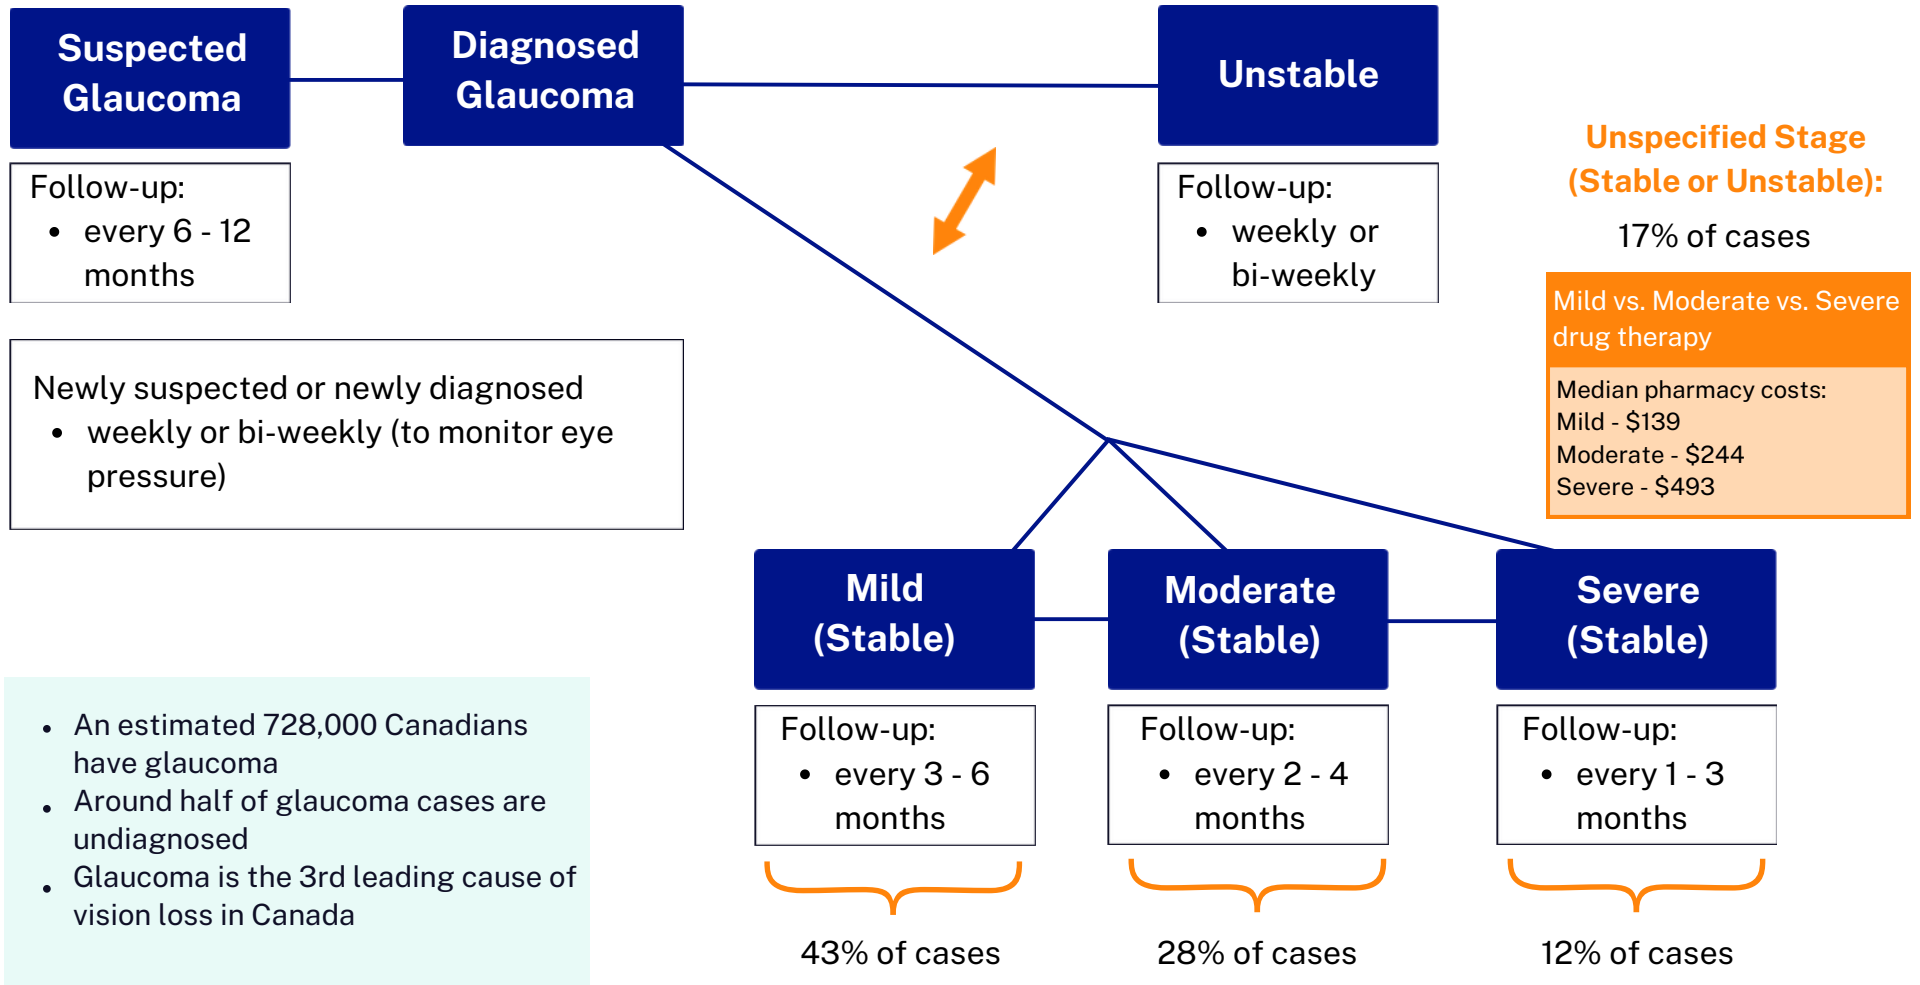 Suspected
Glaucoma
Diagnosed
Glaucoma
Unstable
Follow-up:
• every 6 - 12
months
Follow-up:
• weekly or
bi-weekly
Unspecified Stage
(Stable or Unstable):
17% of cases
Mild vs. Moderate vs. Severe
drug therapy
Median pharmacy costs:
Mild - $139
Moderate - $244
Severe - $493
Newly suspected or newly diagnosed
• weekly or bi-weekly (to monitor eye
pressure)
Mild
(Stable)
Moderate
(Stable)
Severe
(Stable)
Follow-up:
• every 3 - 6
months
Follow-up:
• every 2 - 4
months
Follow-up:
• every 1 - 3
months
43% of cases
28% of cases
12% of cases
• An estimated 728,000 Canadians
have glaucoma
• Around half of glaucoma cases are
undiagnosed
• Glaucoma is the 3rd leading cause of
vision loss in Canada